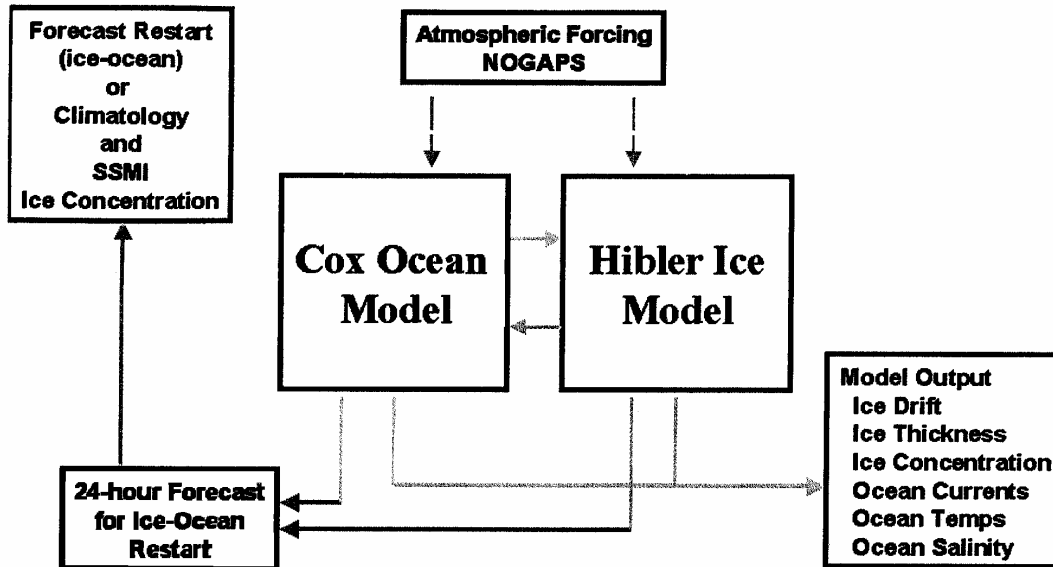 Forecast Restart
(ice-ocean)
or
Climatology
and
SSMI
Ice Concentration
Atmospheric Forcing
NOGAPS
Cox Ocean
Model
Hibler Ice
Model
Model Output
Ice Drift
Ice Thickness
Ice Concentration
Ocean Currents
Ocean Temps
Ocean Salinity
24-hour Forecast
for Ice-Ocean
Restart